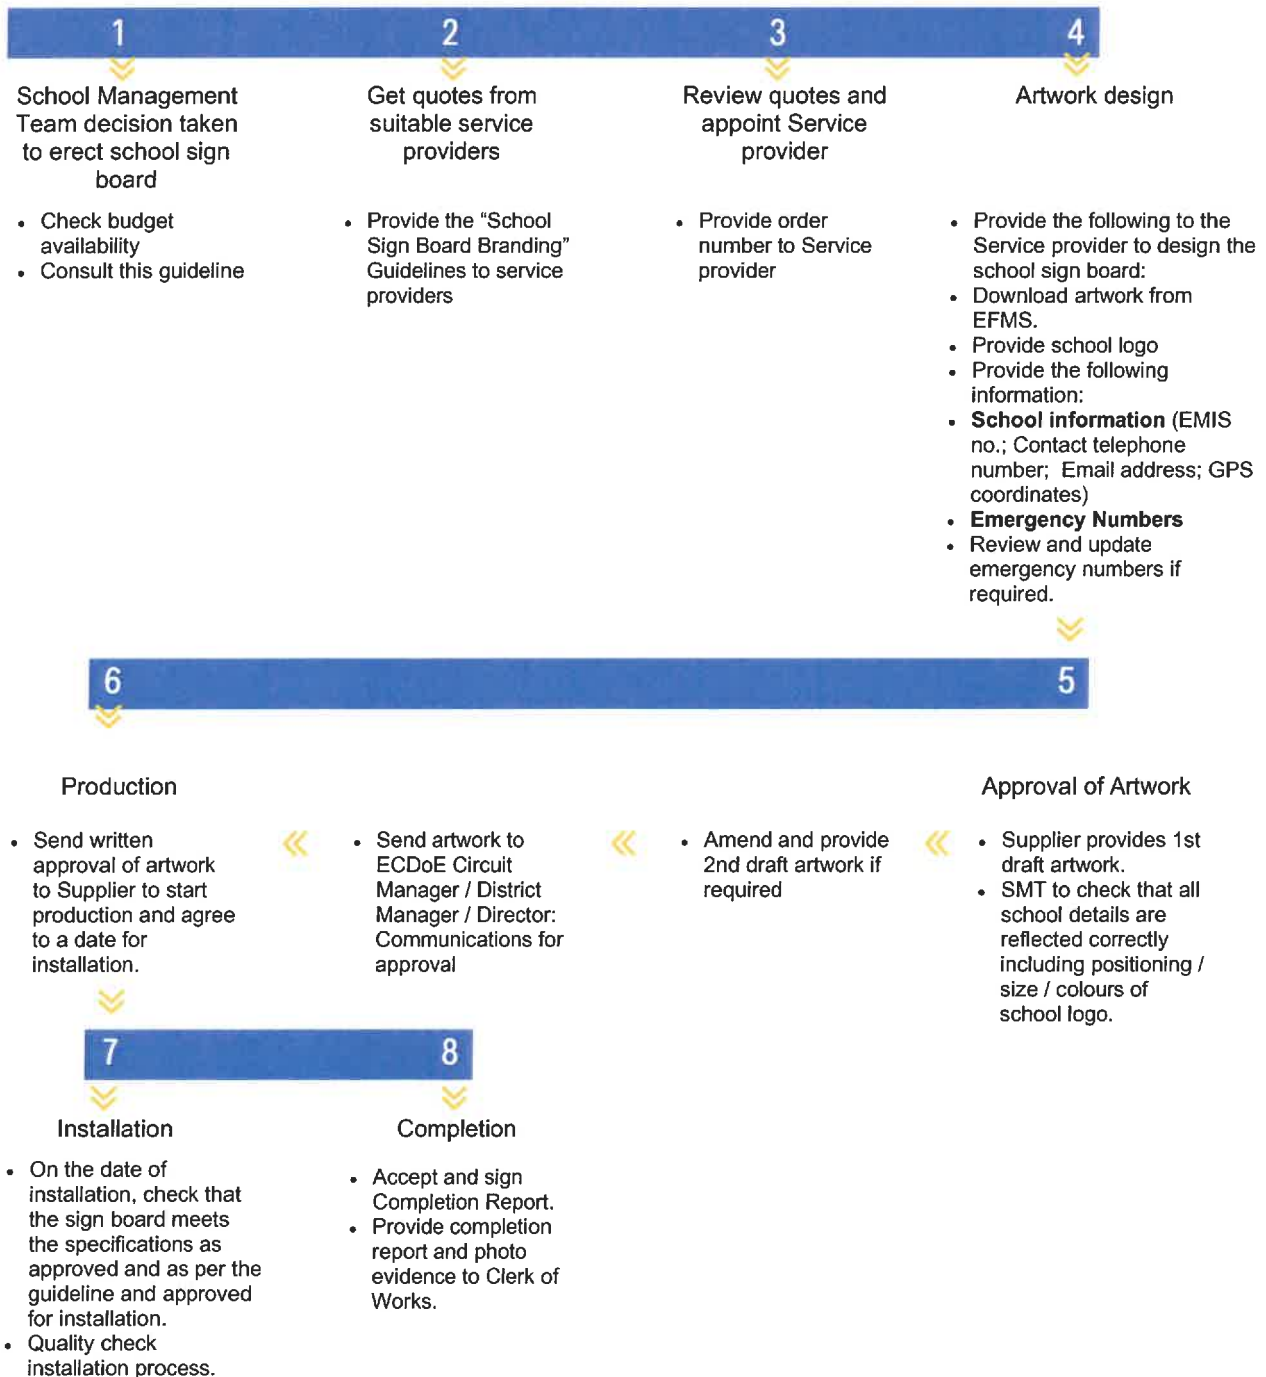 1
School Management
Team decision taken
to erect school sign
board
• Check budget
availability
• Consult this guideline
2
Get quotes from
suitable service
providers
• Provide the “School
Sign Board Branding”
Guidelines to service
providers
3
Review quotes and
appoint Service
provider
• Provide order
number to Service
provider
4
Artwork design
• Provide the following to the
Service provider to design the
school sign board:
• Download artwork from
EFMS.
• Provide school logo
• Provide the following
information:
• School information (EMIS
no.; Contact telephone
number; Email address; GPS
coordinates)
• Emergency Numbers
• Review and update
emergency numbers if
required.
5
Approval of Artwork
• Supplier provides 1st
draft artwork.
• SMT to check that all
school details are
reflected correctly
including positioning /
size / colours of
school logo.
• Amend and provide
2nd draft artwork if
required
• Send artwork to
ECDoE Circuit
Manager / District
Manager / Director:
Communications for
approval
6
Production
• Send written
approval of artwork
to Supplier to start
production and agree
to a date for
installation.
7
Installation
• On the date of
installation, check that
the sign board meets
the specifications as
approved and as per the
guideline and approved
for installation.
• Quality check
installation process.
8
Completion
• Accept and sign
Completion Report.
• Provide completion
report and photo
evidence to Clerk of
Works.